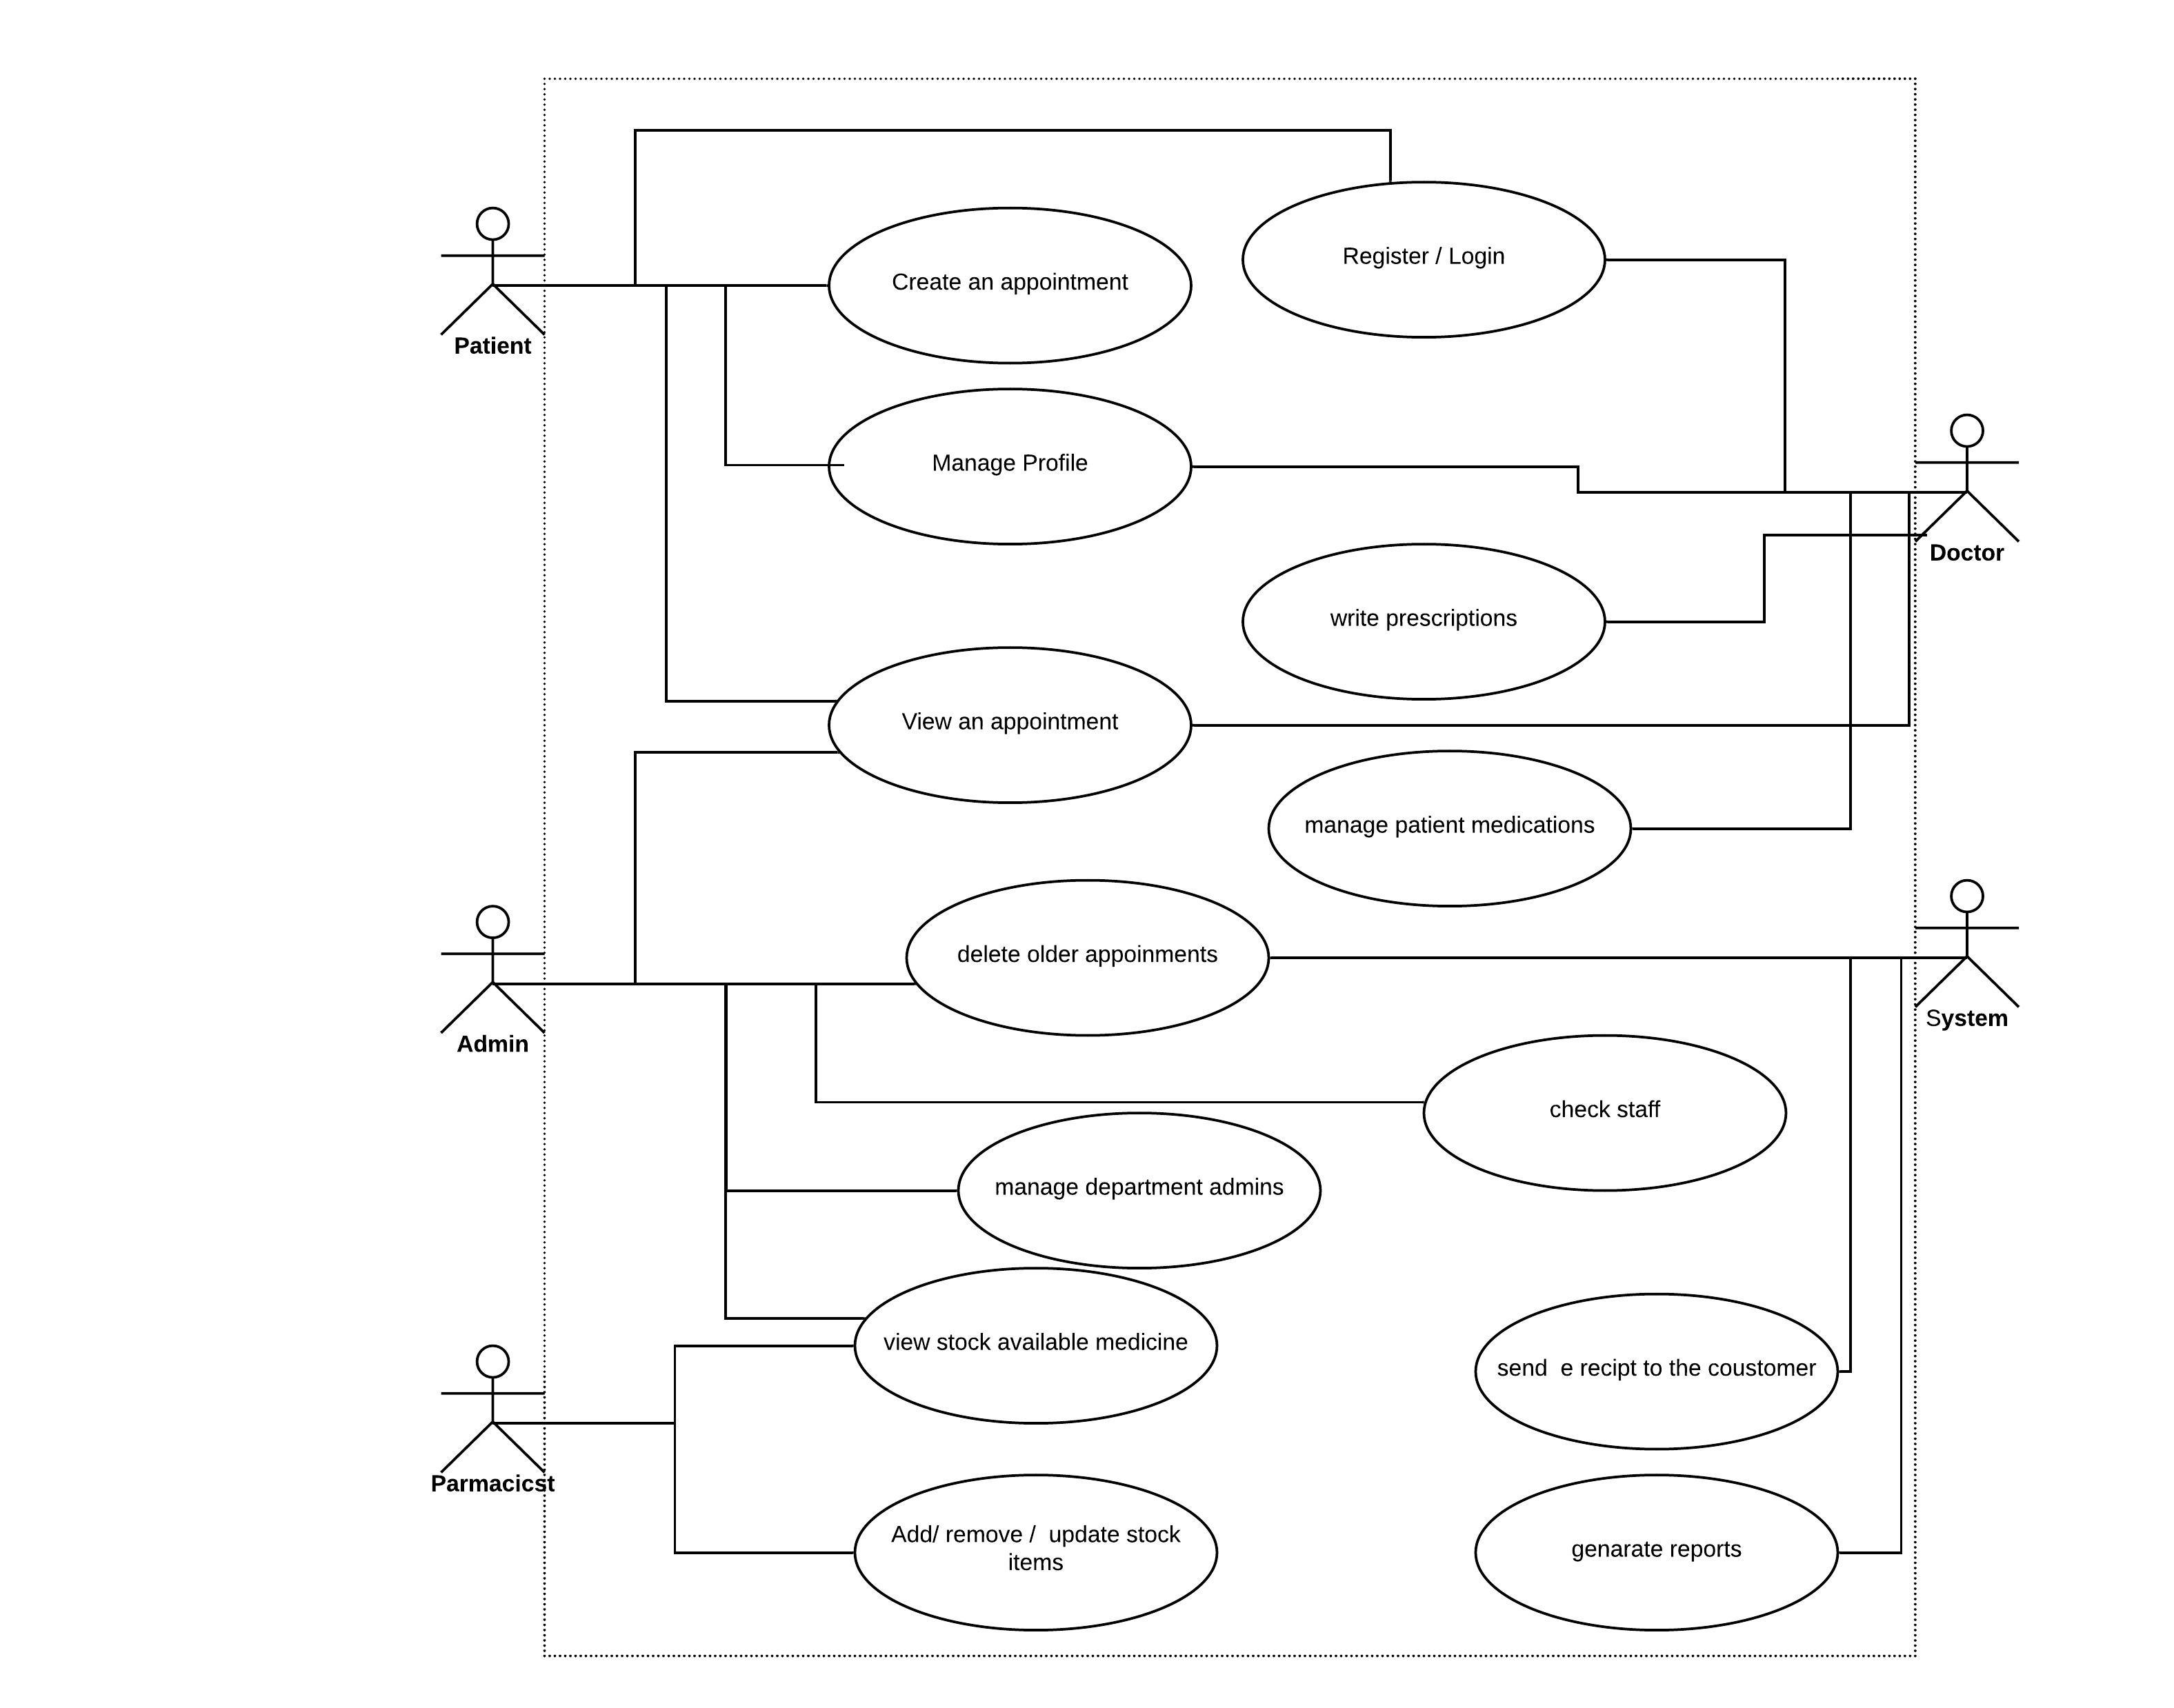 Register / Login
Create an appointment
Patient
Manage Profile
Doctor
write prescriptions
View an appointment
manage patient medications
delete older appoinments
System
Admin
check staff
manage department admins
view stock available medicine
send  e recipt to the coustomer
Parmacicst
Add/ remove /  update stock
items
genarate reports